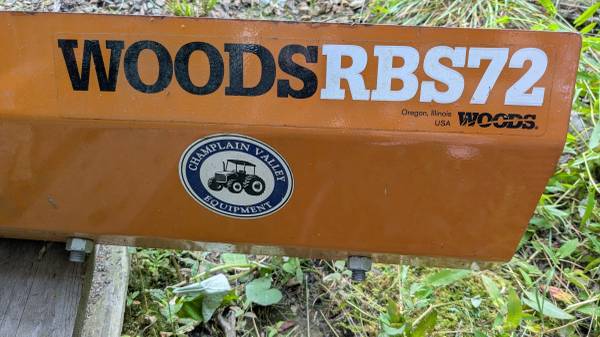 WOODSRBS72
Oregon, Illinois
USA WOODS.
CHAMPLAIN VALLEY
EQUIPMENT